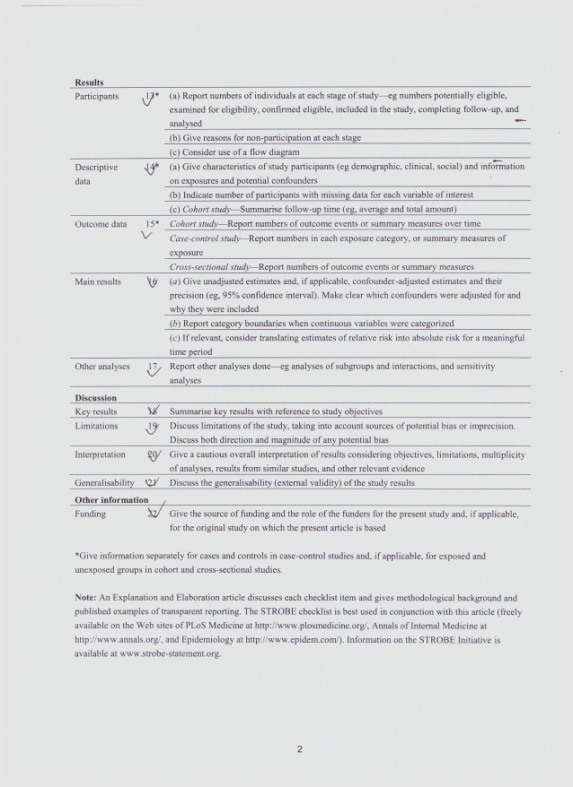 Results
Participants 13* (a) Report numbers of individuals at each stage of study—eg numbers potentially eligible,
examined for eligibility, confirmed eligible, included in the study, completing follow-up, and
analysed
(b) Give reasons for non-participation at each stage
(c) Consider use of a flow diagram
Descriptive 14* (a) Give characteristics of study participants (eg demographic, clinical, social) and information
data on exposures and potential confounders
(b) Indicate number of participants with missing data for each variable of interest
(c) Cohort study—Summarise follow-up time (eg, average and total amount)
Outcome data 15* Cohort study—Report numbers of outcome events or summary measures over time
Case-control study—Report numbers in each exposure category, or summary measures of
exposure
Cross-sectional study—Report numbers of outcome events or summary measures
Main results 16 (a) Give unadjusted estimates and, if applicable, confounder-adjusted estimates and their
precision (eg, 95% confidence interval). Make clear which confounders were adjusted for and
why they were included
(b) Report category boundaries when continuous variables were categorized
(c) If relevant, consider translating estimates of relative risk into absolute risk for a meaningful
time period
Other analyses 17 Report other analyses done—eg analyses of subgroups and interactions, and sensitivity
analyses
Discussion
Key results 18 Summarise key results with reference to study objectives
Limitations 19 Discuss limitations of the study, taking into account sources of potential bias or imprecision.
Discuss both direction and magnitude of any potential bias
Interpretation 20 Give a cautious overall interpretation of results considering objectives, limitations, multiplicity
of analyses, results from similar studies, and other relevant evidence
Generalisability 21 Discuss the generalisability (external validity) of the study results
Other information
Funding 22 Give the source of funding and the role of the funders for the present study and, if applicable,
for the original study on which the present article is based
*Give information separately for cases and controls in case-control studies and, if applicable, for exposed and
unexposed groups in cohort and cross-sectional studies.
Note: An Explanation and Elaboration article discusses each checklist item and gives methodological background and
published examples of transparent reporting. The STROBE checklist is best used in conjunction with this article (freely
available on the Web sites of PLoS Medicine at http://www.plosmedicine.org/, Annals of Internal Medicine at
http://www.annals.org/, and Epidemiology at http://www.epidem.com/). Information on the STROBE Initiative is
available at www.strobe-statement.org.
2